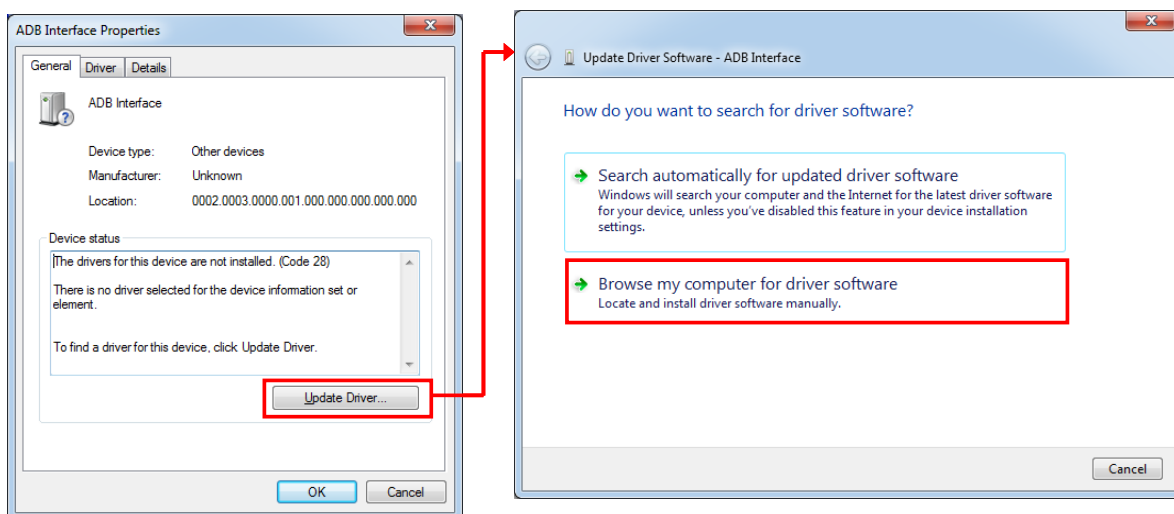 ADB Interface Properties
General
Driver
Details
ADB Interface
Device type: Other devices
Manufacturer: Unknown
Location: 0002.0003.0000.001.000.000.000.000.000
Device status
The drivers for this device are not installed. (Code 28)
There is no driver selected for the device information set or
element.
To find a driver for this device, click Update Driver.
Update Driver...
OK
Cancel
Update Driver Software - ADB Interface
How do you want to search for driver software?
Search automatically for updated driver software
Windows will search your computer and the Internet for the latest driver software
for your device, unless you've disabled this feature in your device installation
settings.
Browse my computer for driver software
Locate and install driver software manually.
Cancel